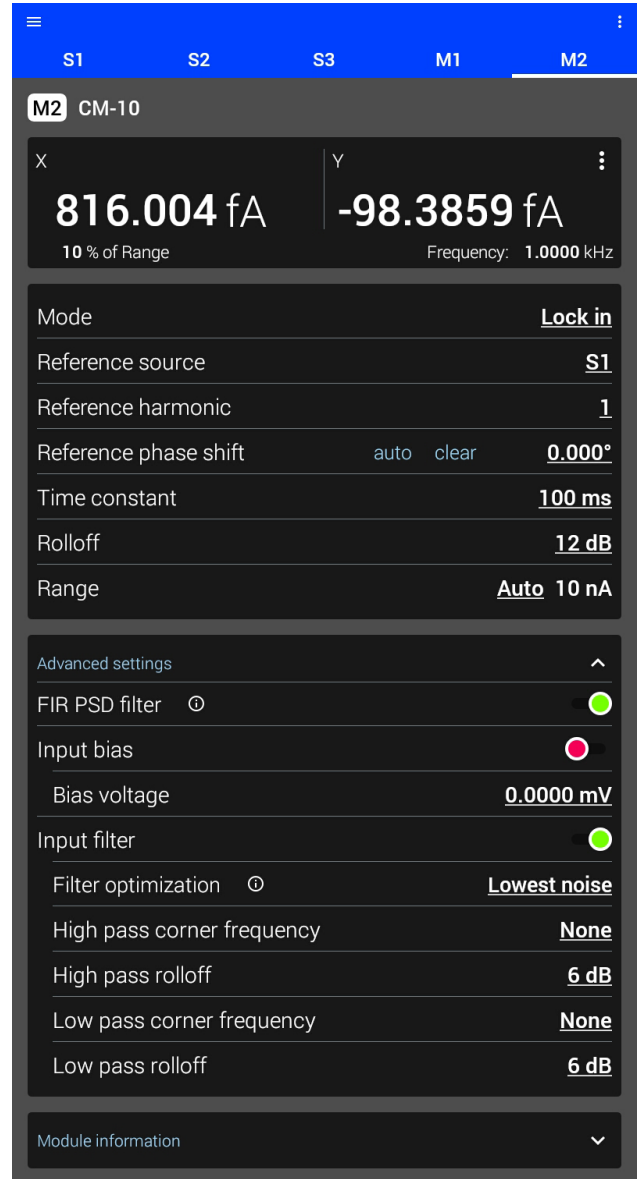 S1 S2 S3 M1 M2
M2 CM-10
X Y
816.004 fA -98.3859 fA
10 % of Range Frequency: 1.0000 kHz
Mode Lock in
Reference source S1
Reference harmonic 1
Reference phase shift auto clear 0.000°
Time constant 100 ms
Rolloff 12 dB
Range Auto 10 nA
Advanced settings
FIR PSD filter
Input bias
Bias voltage 0.0000 mV
Input filter
Filter optimization Lowest noise
High pass corner frequency None
High pass rolloff 6 dB
Low pass corner frequency None
Low pass rolloff 6 dB
Module information